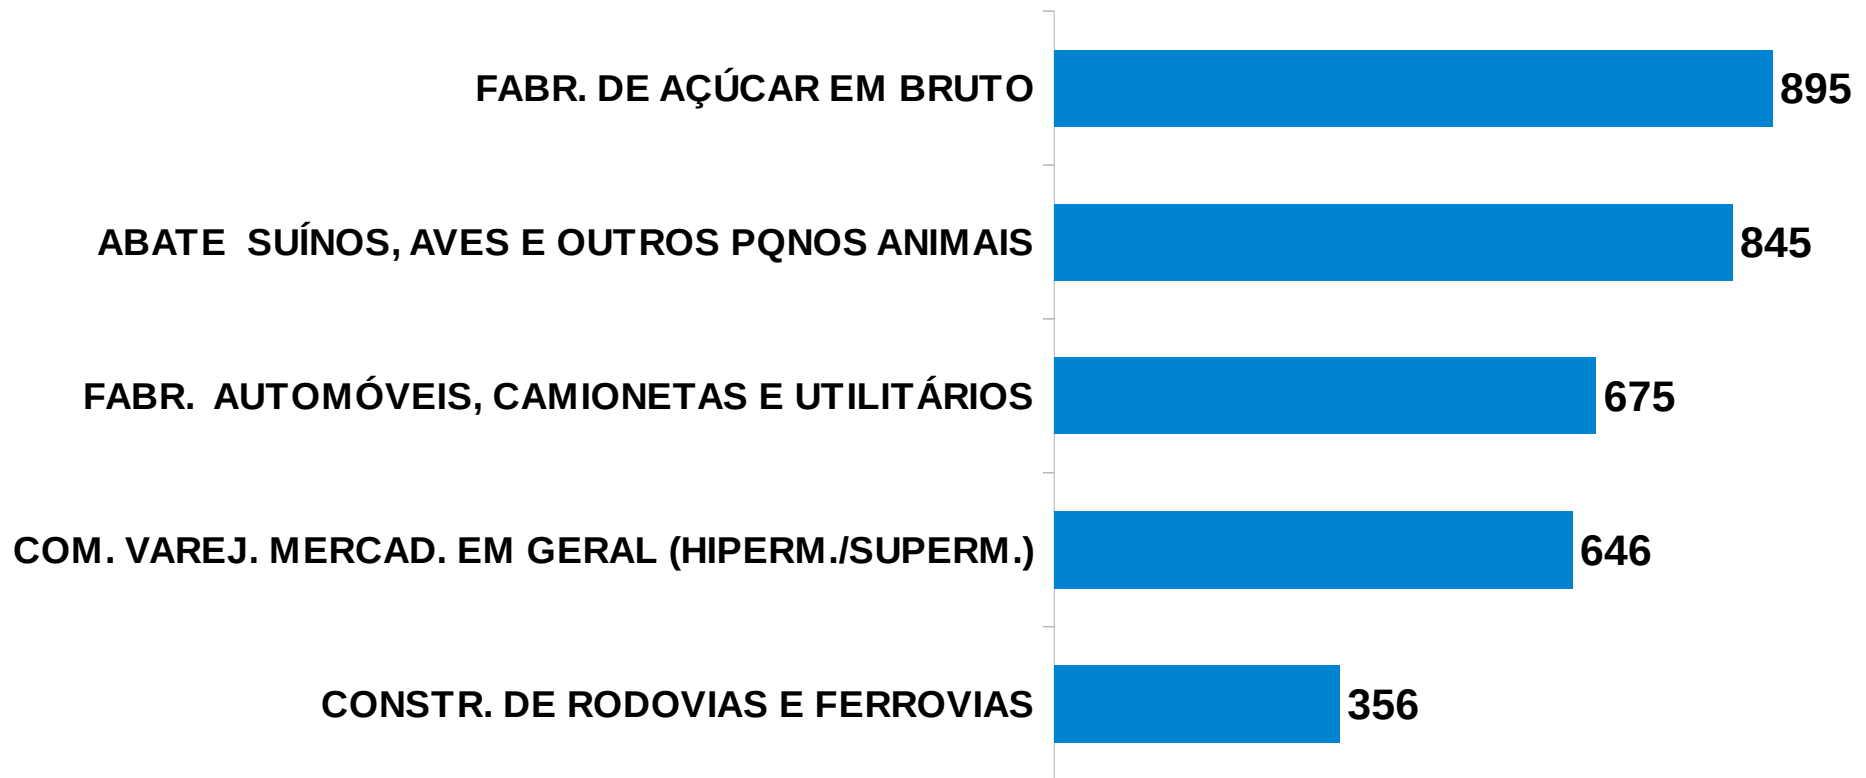 FABR. DE AÇÚCAR EM BRUTO 895
ABATE  SUÍNOS, AVES E OUTROS PQNOS ANIMAIS 845
FABR.  AUTOMÓVEIS, CAMIONETAS E UTILITÁRIOS 675
COM. VAREJ. MERCAD. EM GERAL (HIPERM./SUPERM.) 646
CONSTR. DE RODOVIAS E FERROVIAS 356